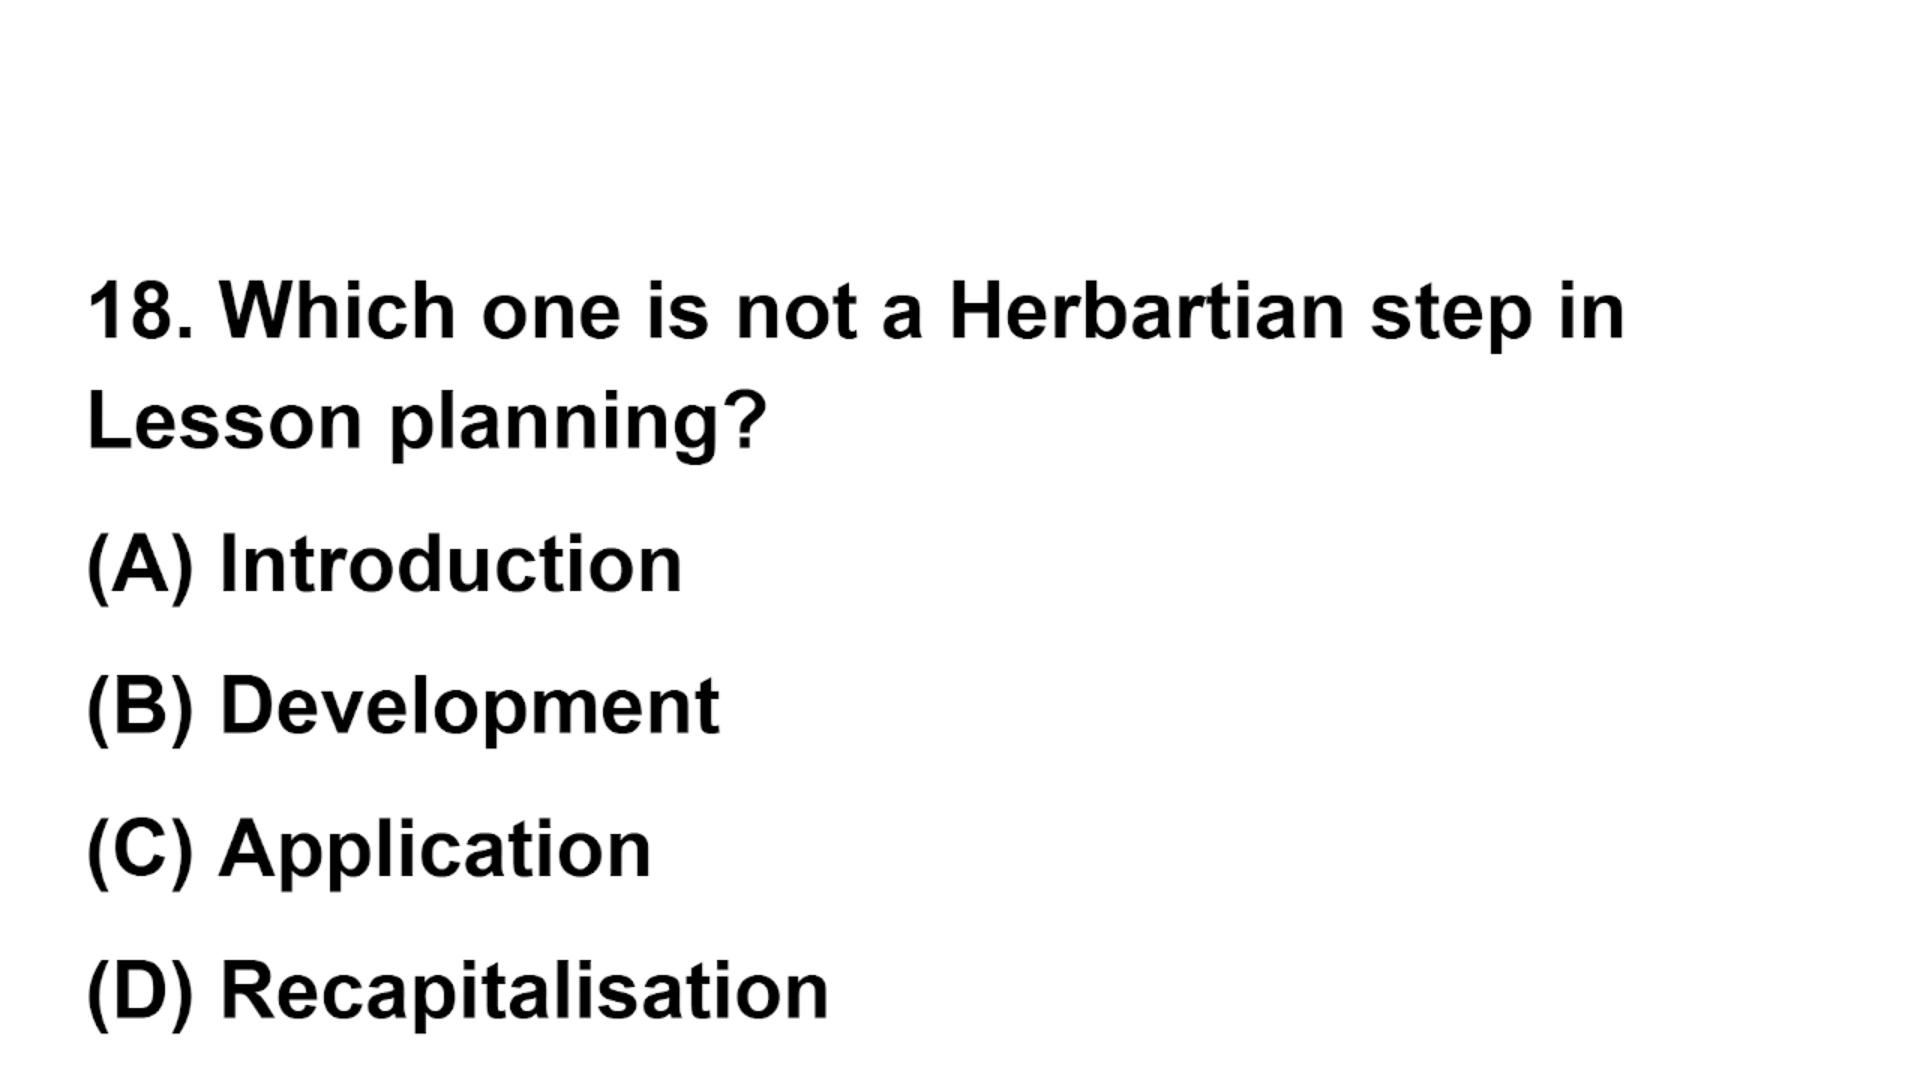 18. Which one is not a Herbartian step in
Lesson planning?
(A) Introduction
(B) Development
(C) Application
(D) Recapitalisation